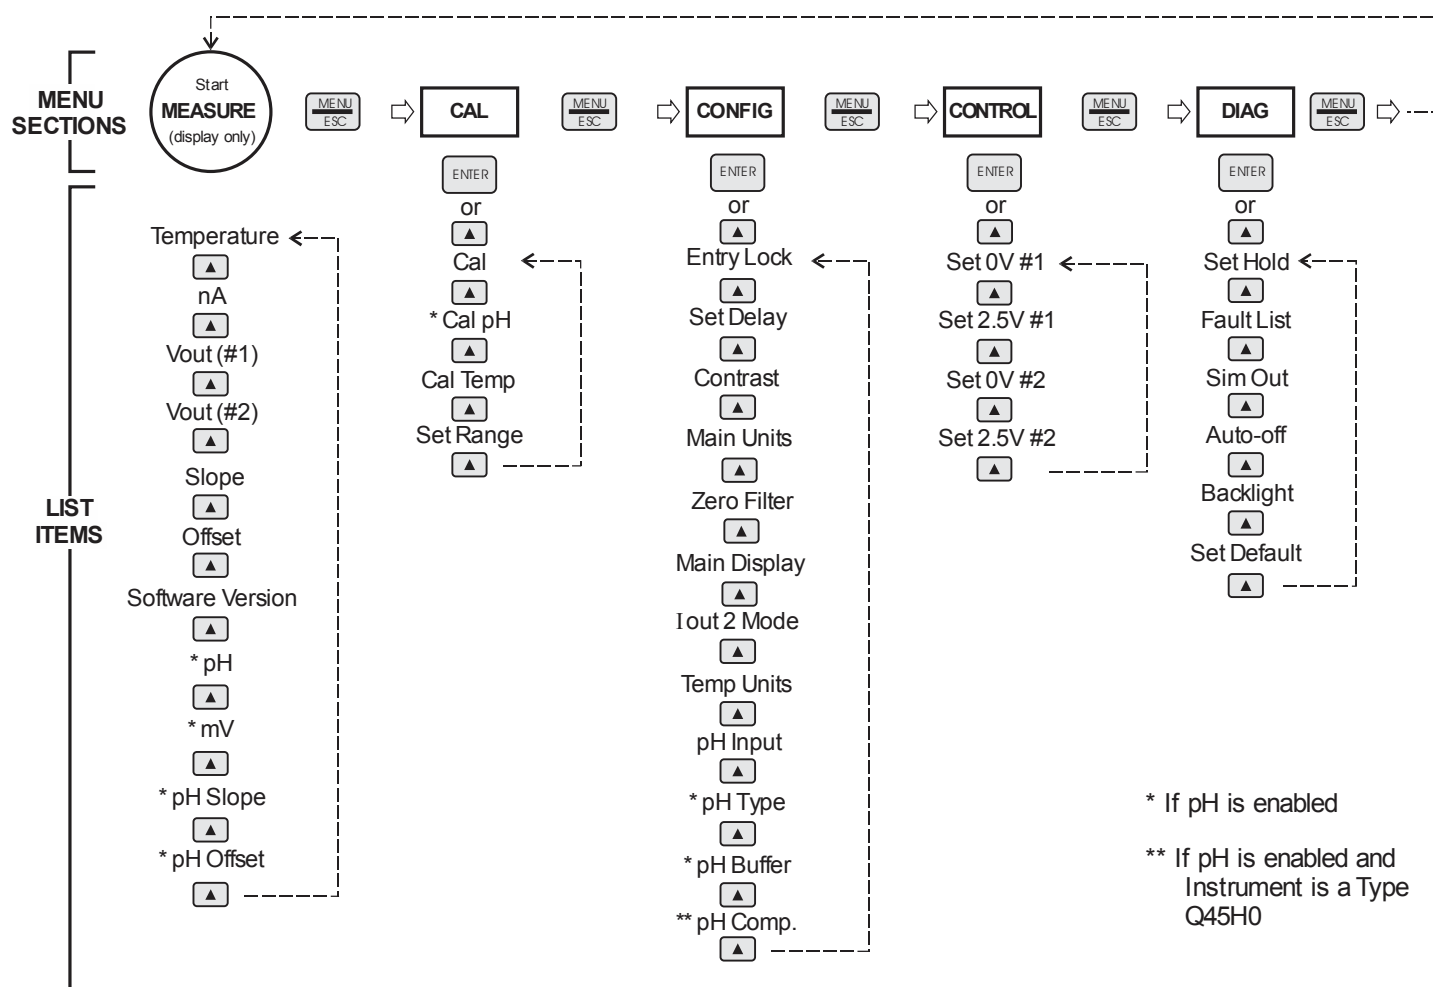 MENU
SECTIONS
Start
MEASURE
(display only)
MENU
ESC
CAL
MENU
ESC
CONFIG
MENU
ESC
CONTROL
MENU
ESC
DIAG
MENU
ESC
LIST
ITEMS
Temperature
nA
Vout (#1)
Vout (#2)
Slope
Offset
Software Version
* pH
* mV
* pH Slope
* pH Offset
ENTER
or
Cal
* Cal pH
Cal Temp
Set Range
ENTER
or
Entry Lock
Set Delay
Contrast
Main Units
Zero Filter
Main Display
Iout 2 Mode
Temp Units
pH Input
* pH Type
* pH Buffer
** pH Comp.
ENTER
or
Set 0V #1
Set 2.5V #1
Set 0V #2
Set 2.5V #2
ENTER
or
Set Hold
Fault List
Sim Out
Auto-off
Backlight
Set Default
* If pH is enabled
** If pH is enabled and
Instrument is a Type
Q45H0